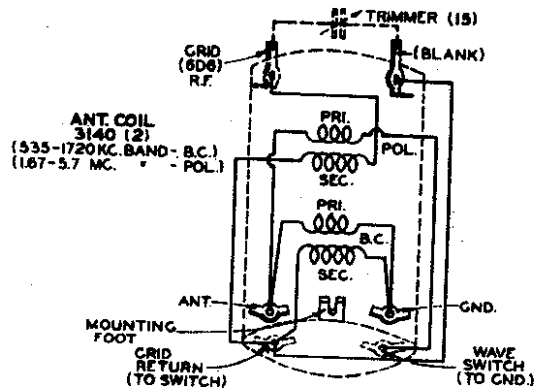 TRIMMER (15)
GRID
(6D6)
R.F.
(BLANK)
ANT. COIL
3140 (2)
(535-1720 KC. BAND - B.C.)
(1.67-5.7 MC. " - POL.)
PRI.
POL.
SEC.
PRI.
B.C.
SEC.
ANT.
GND.
MOUNTING
FOOT
GRID
RETURN
(TO SWITCH)
WAVE
SWITCH
(TO GND.)